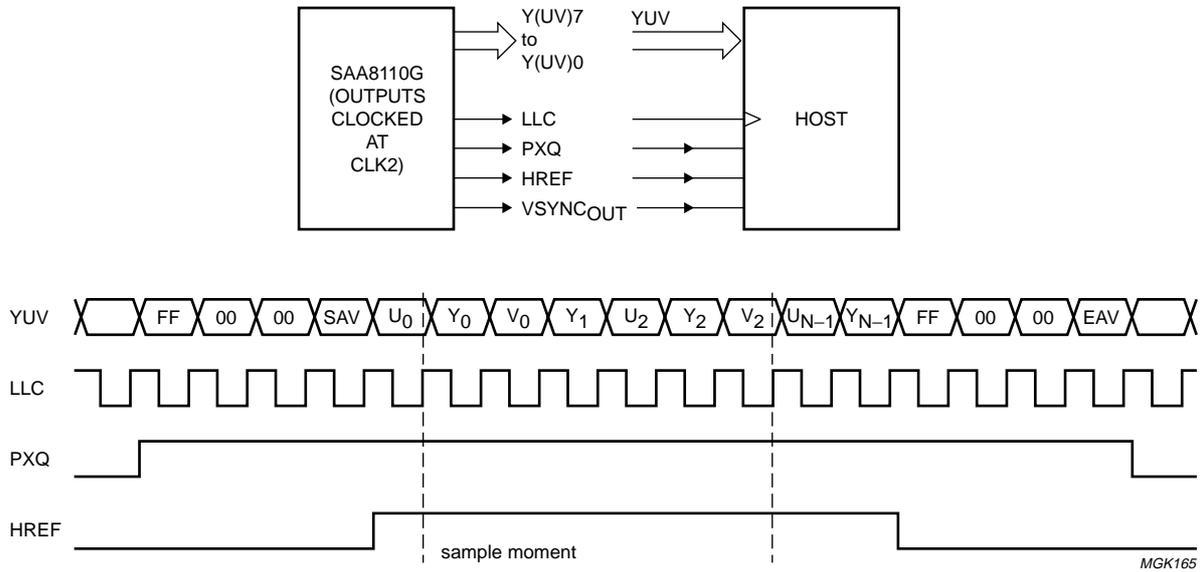 SAA8110G
(OUTPUTS
CLOCKED
AT
CLK2)
Y(UV)7
to
Y(UV)0
YUV
LLC
PXQ
HREF
VSYNCOUT
HOST
YUV FF 00 00 SAV U0 Y0 V0 Y1 U2 Y2 V2 UN–1 YN–1 FF 00 00 EAV
LLC
PXQ
HREF
sample moment
MGK165